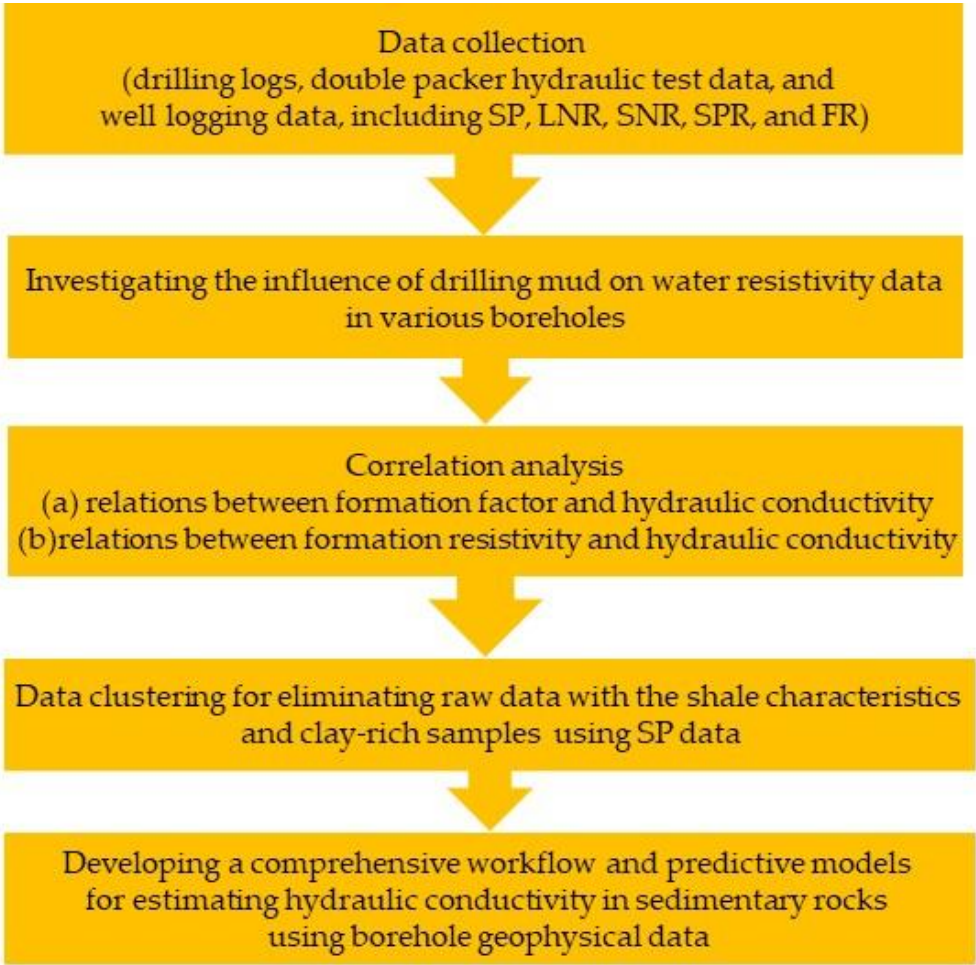 Data collection
(drilling logs, double packer hydraulic test data, and
well logging data, including SP, LNR, SNR, SPR, and FR)
Investigating the influence of drilling mud on water resistivity data
in various boreholes
Correlation analysis
(a) relations between formation factor and hydraulic conductivity
(b)relations between formation resistivity and hydraulic conductivity
Data clustering for eliminating raw data with the shale characteristics
and clay-rich samples using SP data
Developing a comprehensive workflow and predictive models
for estimating hydraulic conductivity in sedimentary rocks
using borehole geophysical data